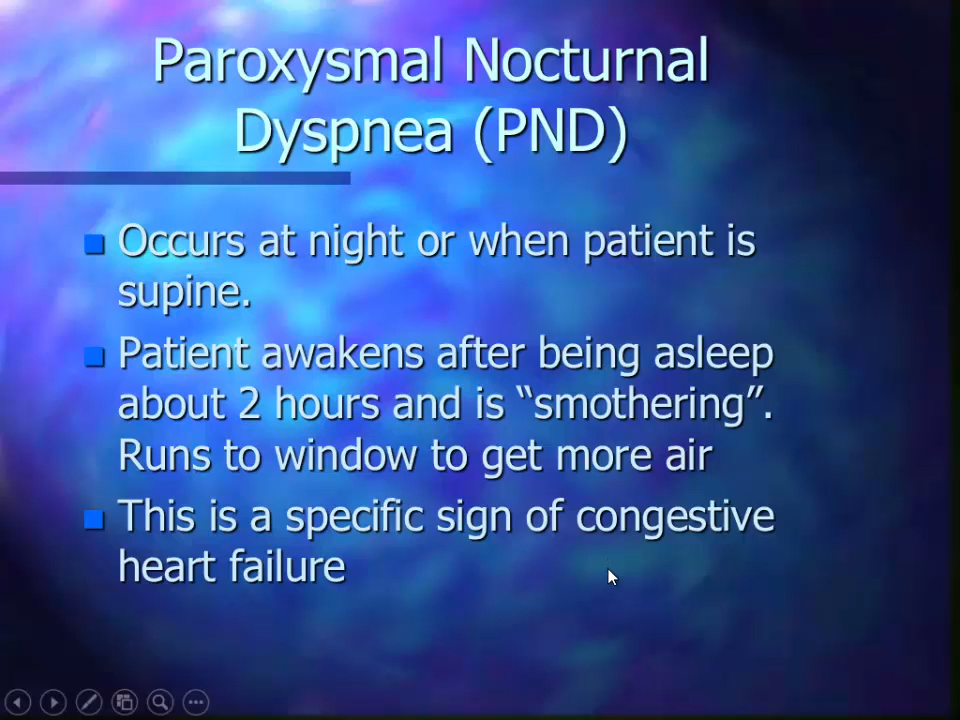 Paroxysmal Nocturnal
Dyspnea (PND)
Occurs at night or when patient is
supine.
Patient awakens after being asleep
about 2 hours and is “smothering”.
Runs to window to get more air
This is a specific sign of congestive
heart failure